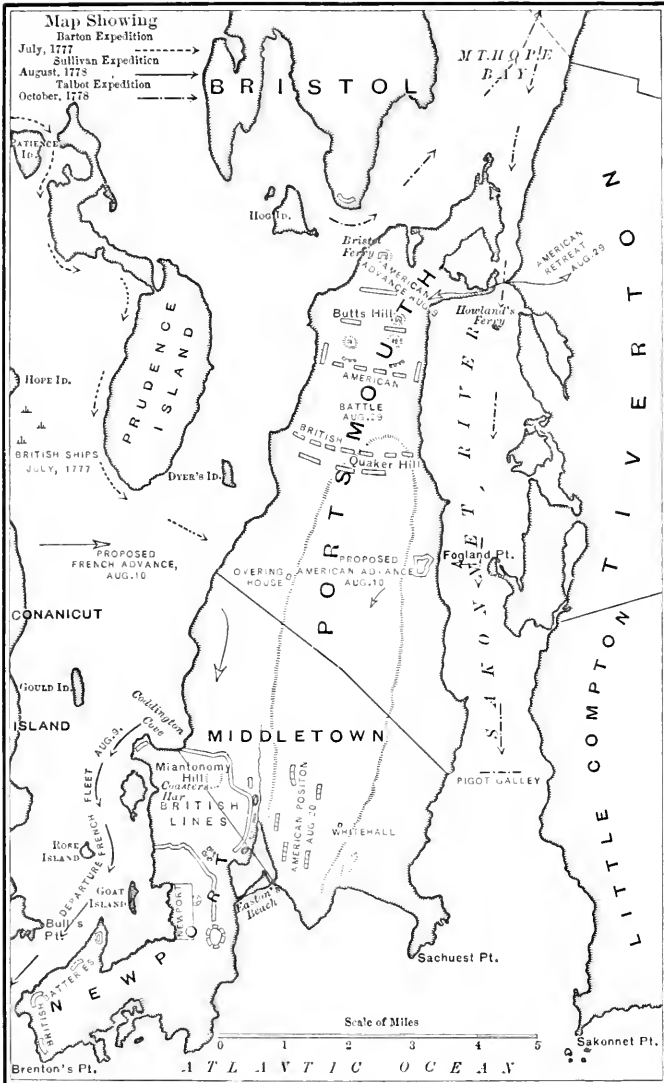 Map Showing
Barton Expedition
July, 1777
Sullivan Expedition
August, 1778
Talbot Expedition
October, 1778
BRISTOL
MT. HOPE
BAY
PATIENCE
ID.
HOG ID.
Bristol
Ferry
AMERICAN
ADVANCE AUG. 9
AMERICAN
RETREAT
AUG. 29
Howland's
Ferry
Butts Hill
AMERICAN
BATTLE
AUG. 29
BRITISH
Quaker Hill
PRUDENCE
ISLAND
HOPE ID.
BRITISH SHIPS
JULY, 1777
DYER'S ID.
PORTSMOUTH
SAKONNET, RIVER
TIVERTON
PROPOSED
FRENCH ADVANCE,
AUG. 10
OVERING
HOUSE
PROPOSED
AMERICAN ADVANCE
AUG. 10
Fogland Pt.
CONANICUT
ISLAND
GOULD ID.
Coddington
Cove
MIDDLETOWN
LITTLE COMPTON
DEPARTURE FRENCH FLEET AUG. 9.
Miantonomy
Hill
Coasters
Har
BRITISH
LINES
AMERICAN POSITON
AUG. 20
WHITEHALL
PIGOT GALLEY
ROSE
ISLAND
GOAT
ISLAND
NEWPORT
Easton's
Beach
Bull's
Pt.
BRITISH BATTERIES
NEWPORT
Sachuest Pt.
Scale of Miles
0 1 2 3 4 5
Brenton's Pt.
Sakonnet Pt.
ATLANTIC OCEAN